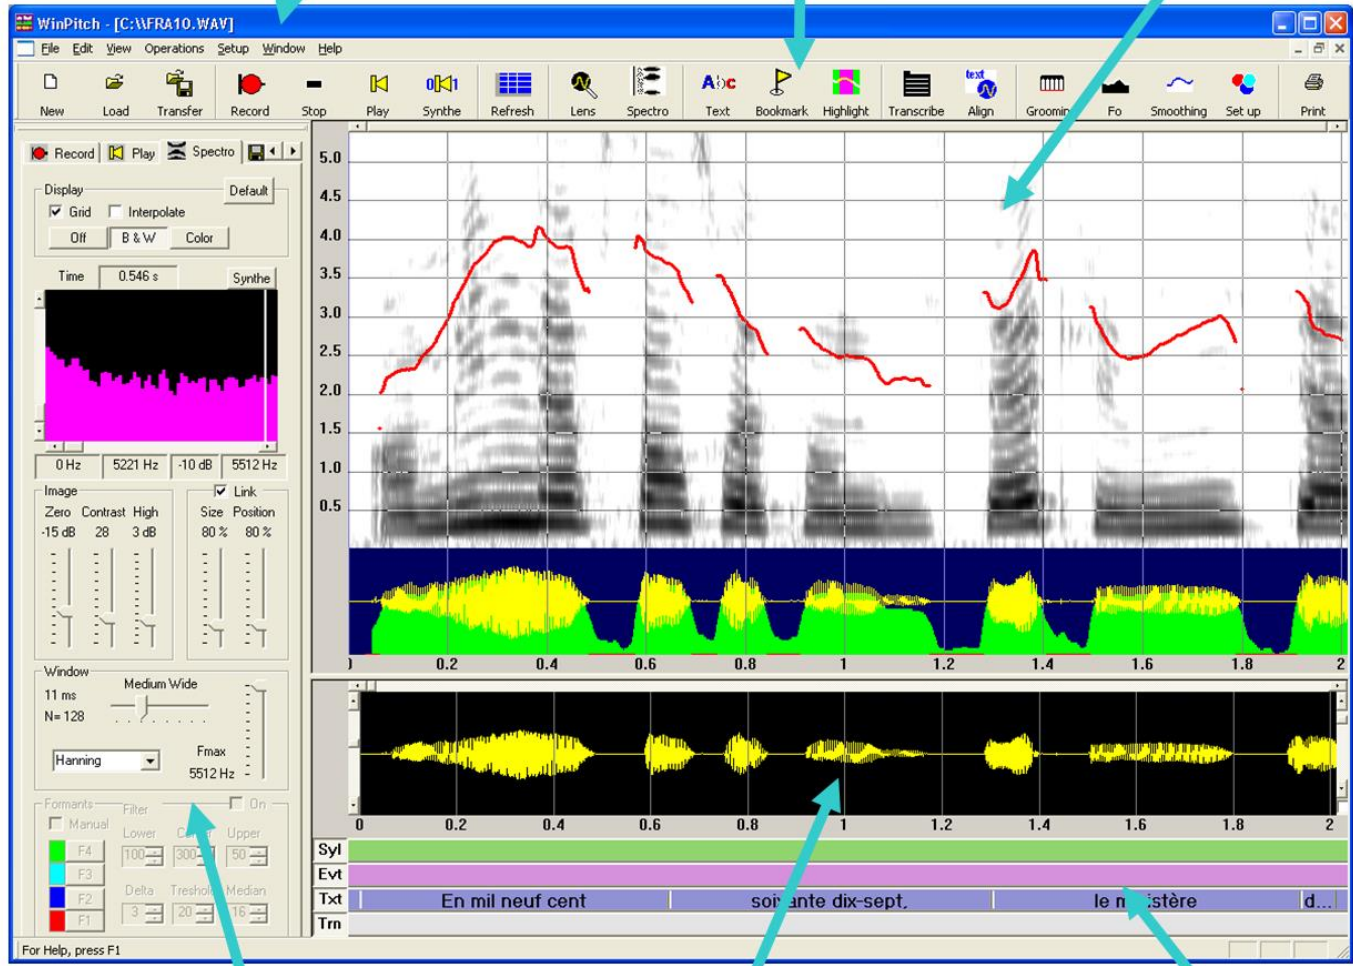 WinPitch - [C:\\FRA10.WAV]
File Edit View Operations Setup Window Help
New Load Transfer Record Stop Play Synthe Refresh Lens Spectro Text Bookmark Highlight Transcribe Align Grooming Fo Smoothing Set up Print
0 1 Abc text
Record Play Spectro
Display Default
Grid Interpolate
Off B & W Color
Time 0.546 s Synthe
0 Hz 5221 Hz -10 dB 5512 Hz
Image Link
Zero Contrast High Size Position
-15 dB 28 3 dB 80 % 80 %
Window
11 ms Medium Wide
N= 128
Hanning Fmax
5512 Hz
Formants Filter On
Manual Lower Upper
F4 100 300 50
F3
F2 Delta Median
F1 3 20 16
5.0
4.5
4.0
3.5
3.0
2.5
2.0
1.5
1.0
0.5
0.2 0.4 0.6 0.8 1 1.2 1.4 1.6 1.8 2
0 0.2 0.4 0.6 0.8 1 1.2 1.4 1.6 1.8 2
Syl
Evt
Txt En mil neuf cent dix-sept, le d...
Trn
For Help, press F1